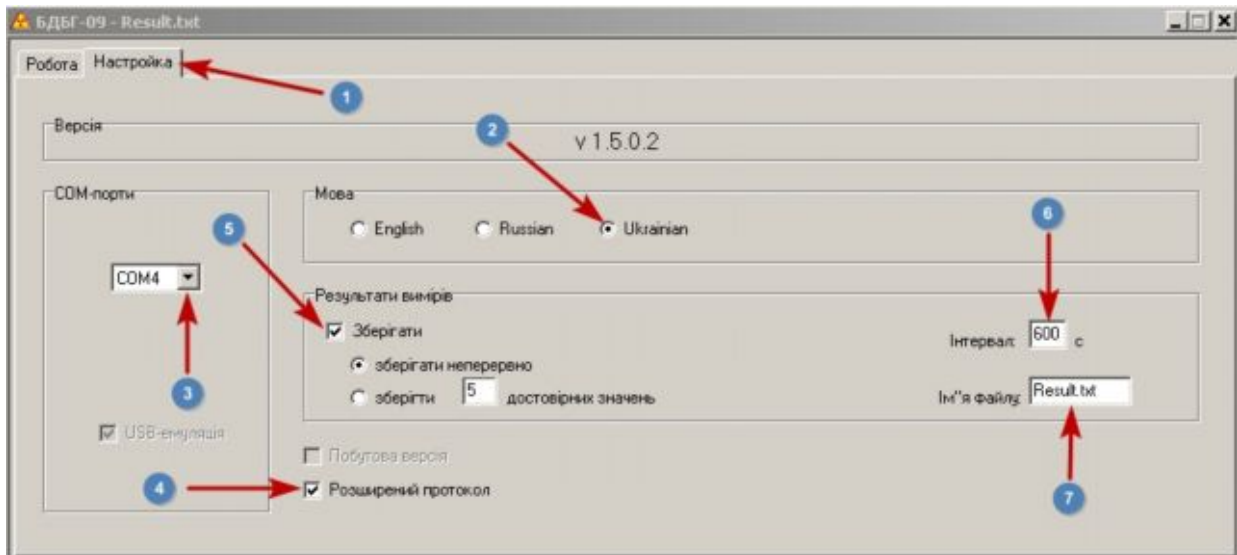 БДБГ-09 - Result.txt
Робота Настройка
1
Версія
2
v 1.5.0.2
COM-порти
Мова
5
6
English Russian Ukrainian
COM4
Результати вимірів
Зберігати
Інтервал: 600 с
зберігати неперервно
3
зберігти 5 достовірних значень
Ім"я файлу: Result.txt
USB-емуляція
Побутова версія
4
Розширений протокол
7